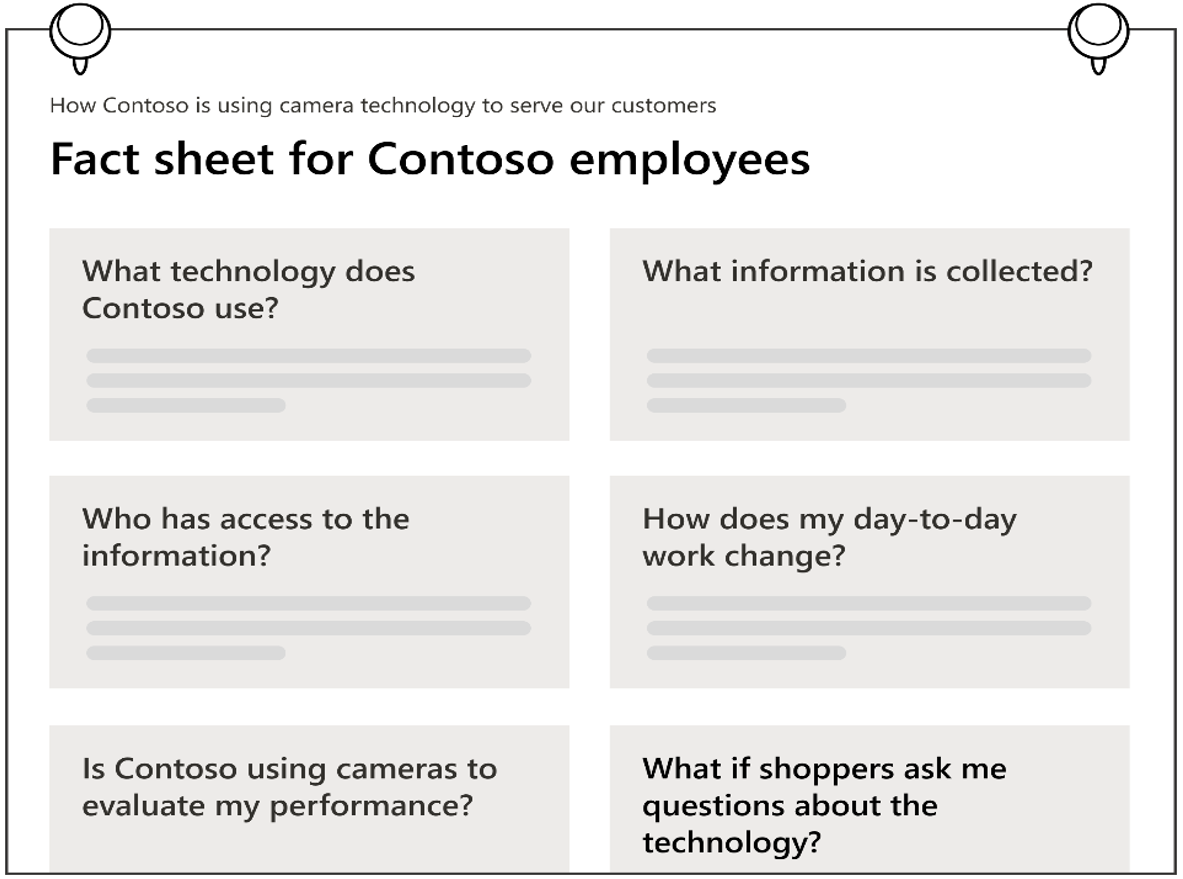 How Contoso is using camera technology to serve our customers
Fact sheet for Contoso employees
What technology does
Contoso use?
What information is collected?
Who has access to the
information?
How does my day-to-day
work change?
Is Contoso using cameras to
evaluate my performance?
What if shoppers ask me
questions about the
technology?